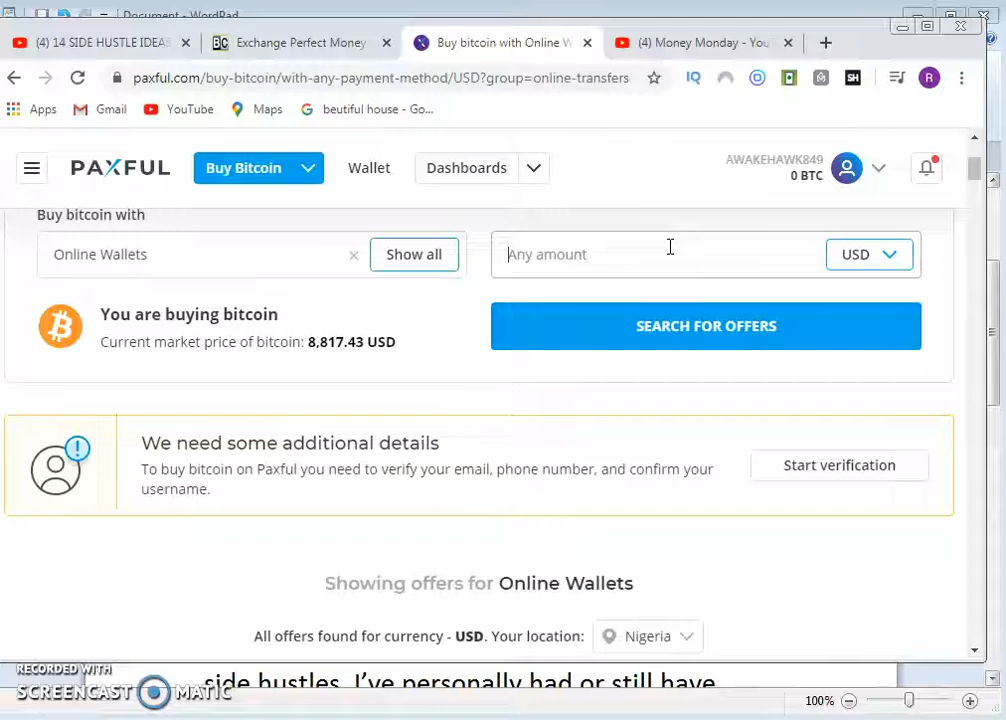 Document - WordPad
(4) 14 SIDE HUSTLE IDEAS
Exchange Perfect Money
Buy bitcoin with Online W
(4) Money Monday - You
paxful.com/buy-bitcoin/with-any-payment-method/USD?group=online-transfers
IQ
SH
R
Apps
Gmail
YouTube
Maps
beutiful house - Go...
PAXFUL
Buy Bitcoin
Wallet
Dashboards
AWAKEHAWK849
0 BTC
Buy bitcoin with
Online Wallets
Show all
Any amount
USD
You are buying bitcoin
Current market price of bitcoin: 8,817.43 USD
SEARCH FOR OFFERS
We need some additional details
To buy bitcoin on Paxful you need to verify your email, phone number, and confirm your
username.
Start verification
Showing offers for Online Wallets
All offers found for currency - USD. Your location:
Nigeria
RECORDED WITH
SCREENCAST MATIC
side hustles. I've personally had or still have
100%